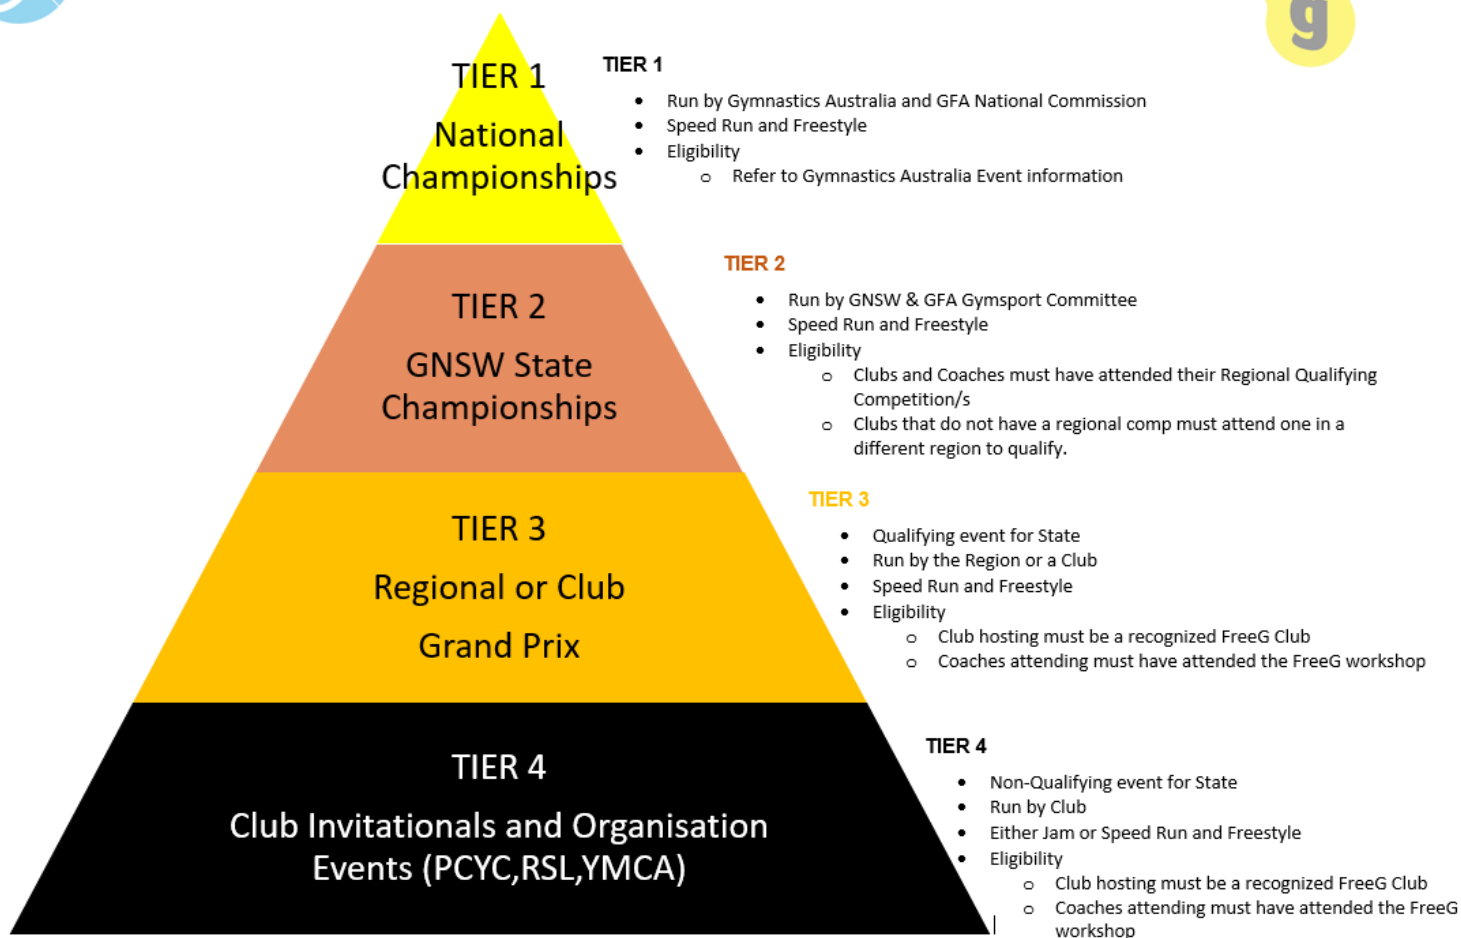 g
TIER 1
National
Championships
TIER 1
Run by Gymnastics Australia and GFA National Commission
Speed Run and Freestyle
Eligibility
Refer to Gymnastics Australia Event information
TIER 2
GNSW State
Championships
TIER 2
Run by GNSW & GFA Gymsport Committee
Speed Run and Freestyle
Eligibility
Clubs and Coaches must have attended their Regional Qualifying
Competition/s
Clubs that do not have a regional comp must attend one in a
different region to qualify.
TIER 3
Regional or Club
Grand Prix
TIER 3
Qualifying event for State
Run by the Region or a Club
Speed Run and Freestyle
Eligibility
Club hosting must be a recognized FreeG Club
Coaches attending must have attended the FreeG workshop
TIER 4
Club Invitationals and Organisation
Events (PCYC,RSL,YMCA)
TIER 4
Non-Qualifying event for State
Run by Club
Either Jam or Speed Run and Freestyle
Eligibility
Club hosting must be a recognized FreeG Club
Coaches attending must have attended the FreeG
workshop